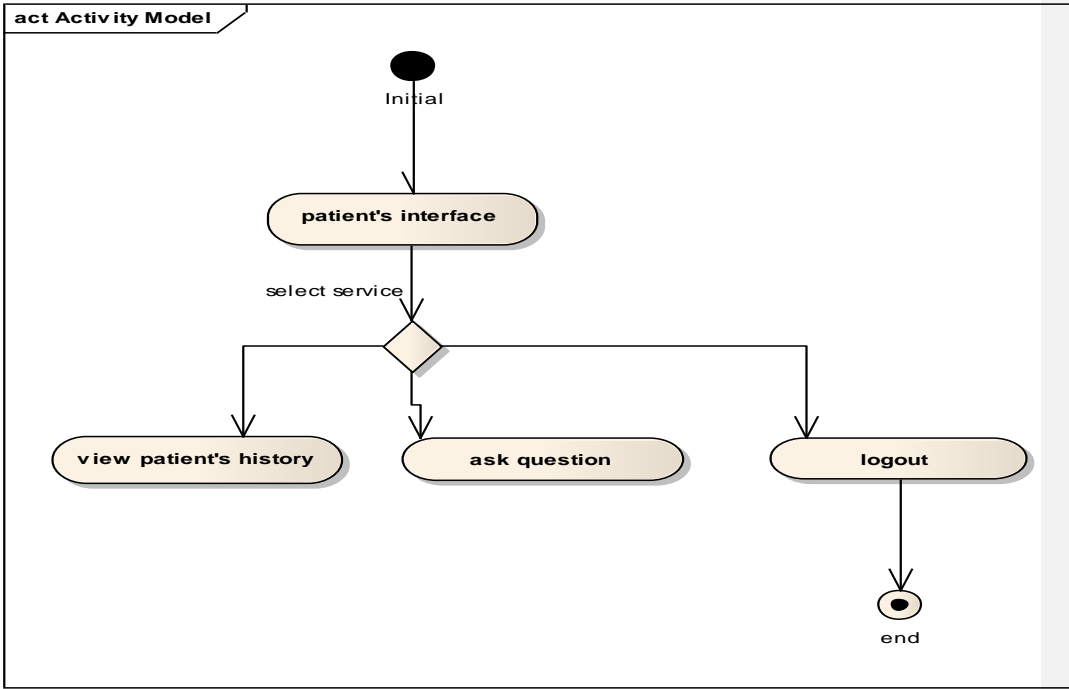 act Activity Model
Initial
patient's interface
select service
view patient's history
ask question
logout
end